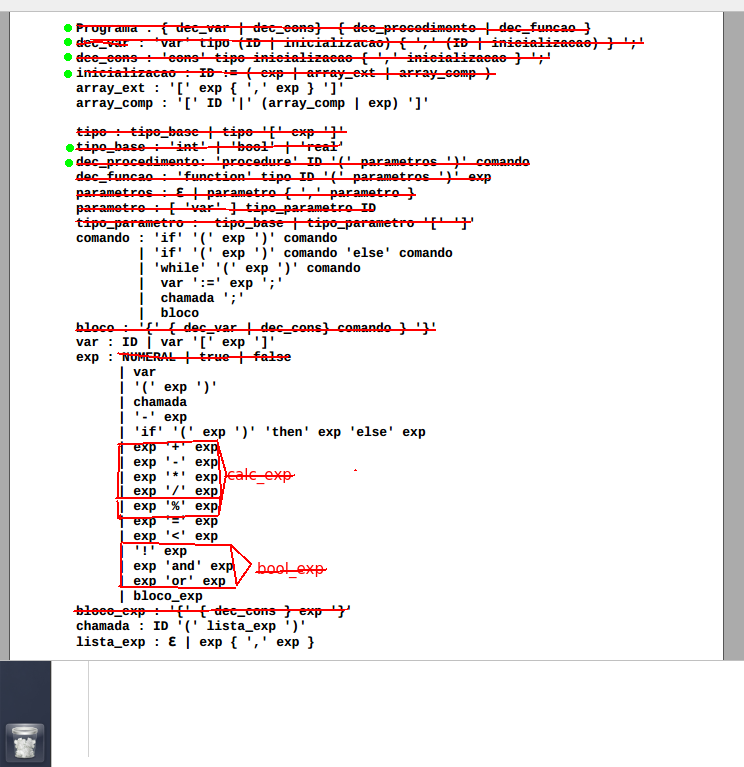 Programa : { dec_var | dec_cons} { dec_procedimento | dec_funcao }
dec_var : 'var' tipo (ID | inicializacao) { ',' (ID | inicializacao) } ';'
dec_cons : 'cons' tipo inicializacao { ',' inicializacao } ';'
inicializacao : ID := ( exp | array_ext | array_comp )
array_ext : '[' exp { ',' exp } ']'
array_comp : '[' ID '|' (array_comp | exp) ']'
tipo : tipo_base | tipo '[' exp ']'
tipo_base : 'int' | 'bool' | 'real'
dec_procedimento: 'procedure' ID '(' parametros ')' comando
dec_funcao : 'function' tipo ID '(' parametros ')' exp
parametros : ε | parametro { ',' parametro }
parametro : [ 'var' ] tipo_parametro ID
tipo_parametro : tipo_base | tipo_parametro '[' ']'
comando : 'if' '(' exp ')' comando
| 'if' '(' exp ')' comando 'else' comando
| 'while' '(' exp ')' comando
| var ':=' exp ';'
| chamada ';'
| bloco
bloco : '{' { dec_var | dec_cons} comando } '}'
var : ID | var '[' exp ']'
exp : NUMERAL | true | false
| var
| '(' exp ')'
| chamada
| '-' exp
| 'if' '(' exp ')' 'then' exp 'else' exp
| exp '+' exp
| exp '-' exp
| exp '*' exp calc_exp
| exp '/' exp
| exp '%' exp
| exp '=' exp
| exp '<' exp
| '!' exp
| exp 'and' exp bool_exp
| exp 'or' exp
| bloco_exp
bloco_exp : '{' { dec_cons } exp '}'
chamada : ID '(' lista_exp ')'
lista_exp : ε | exp { ',' exp }